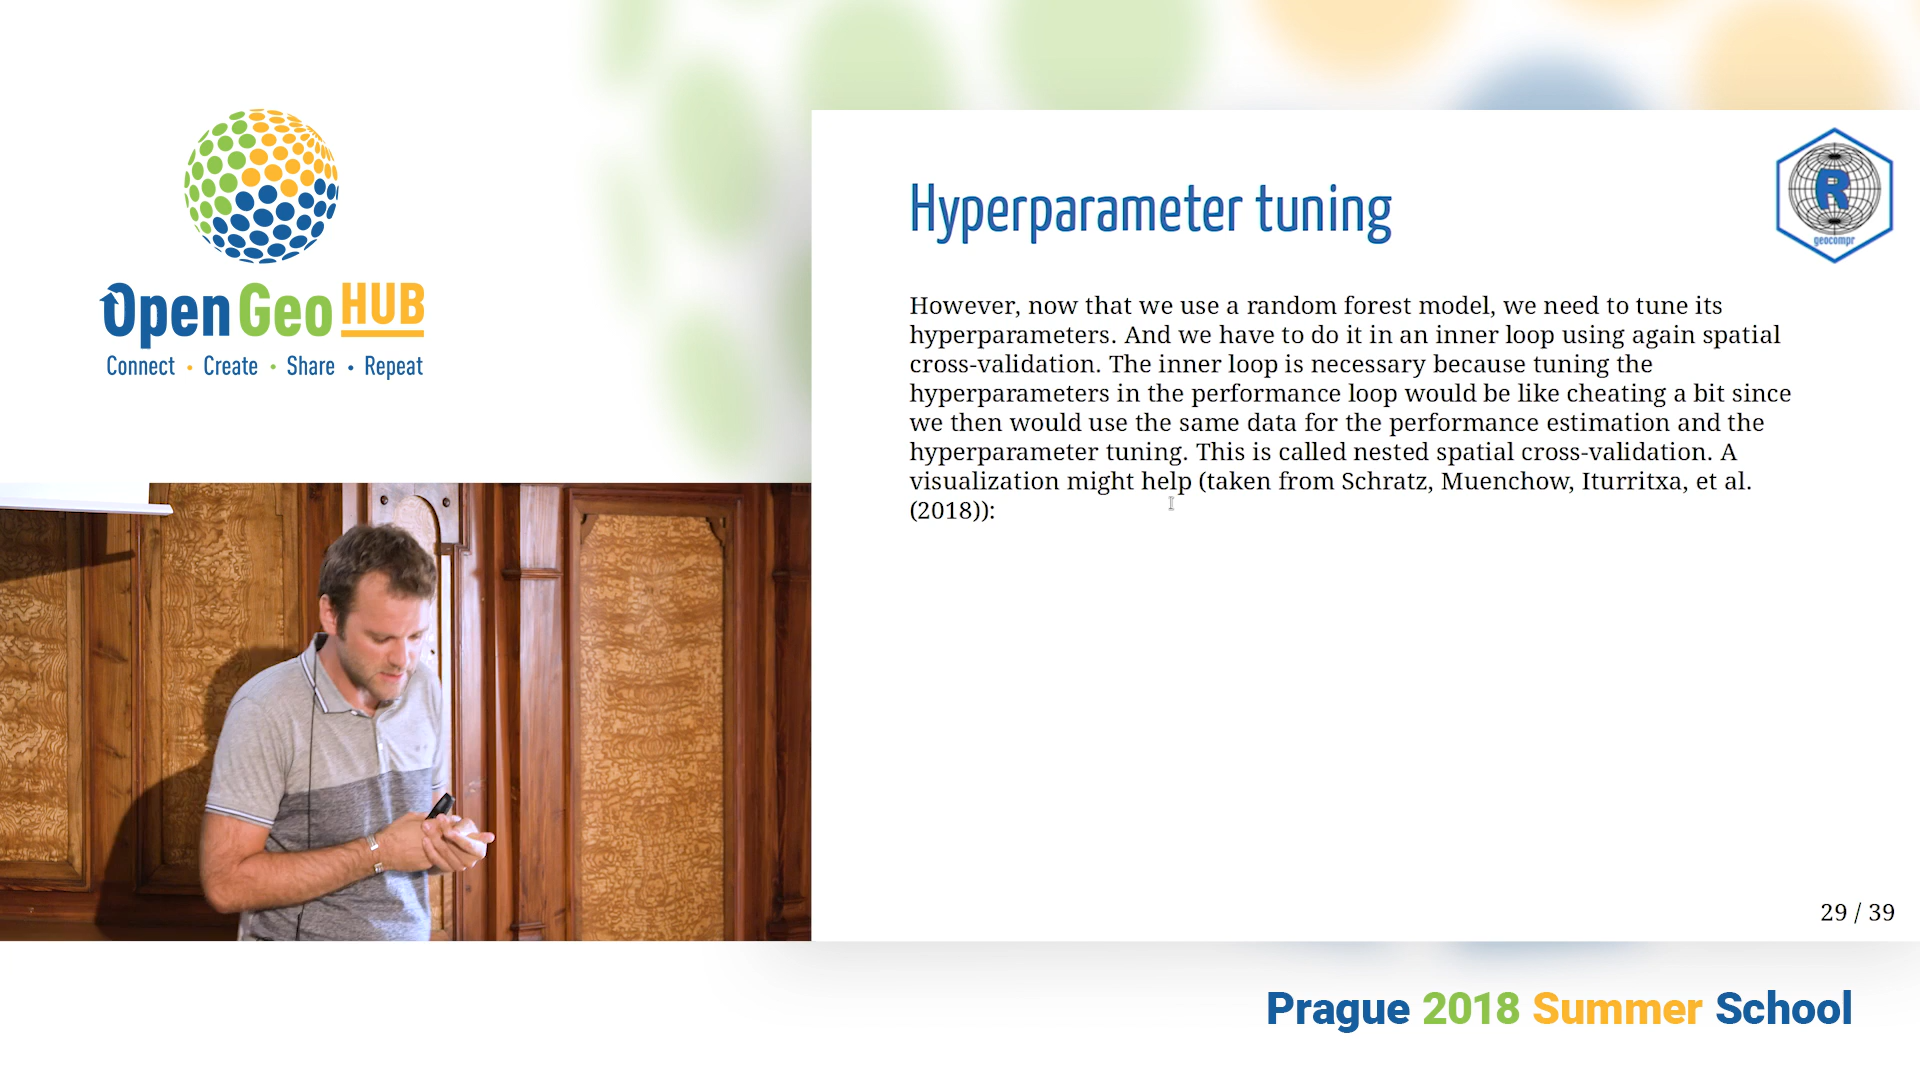 Open Geo HUB
Connect • Create • Share • Repeat
R
geocompr
Hyperparameter tuning
However, now that we use a random forest model, we need to tune its
hyperparameters. And we have to do it in an inner loop using again spatial
cross-validation. The inner loop is necessary because tuning the
hyperparameters in the performance loop would be like cheating a bit since
we then would use the same data for the performance estimation and the
hyperparameter tuning. This is called nested spatial cross-validation. A
visualization might help (taken from Schratz, Muenchow, Iturritxa, et al.
(2018)):
29 / 39
Prague 2018 Summer School